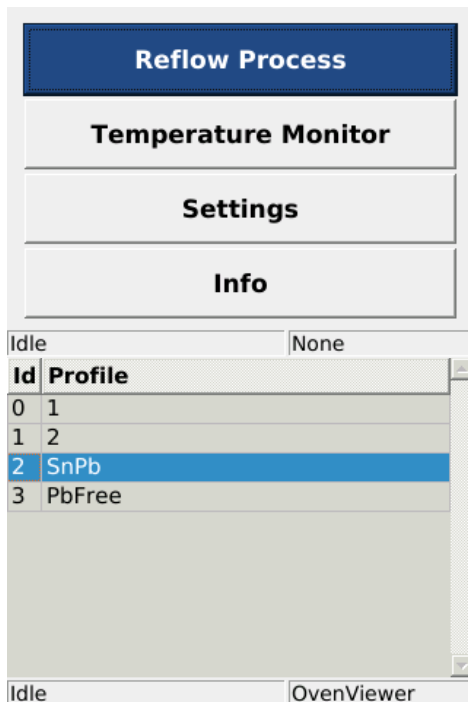 Reflow Process
Temperature Monitor
Settings
Info
Idle None
Id Profile
0 1
1 2
2 SnPb
3 PbFree
Idle OvenViewer